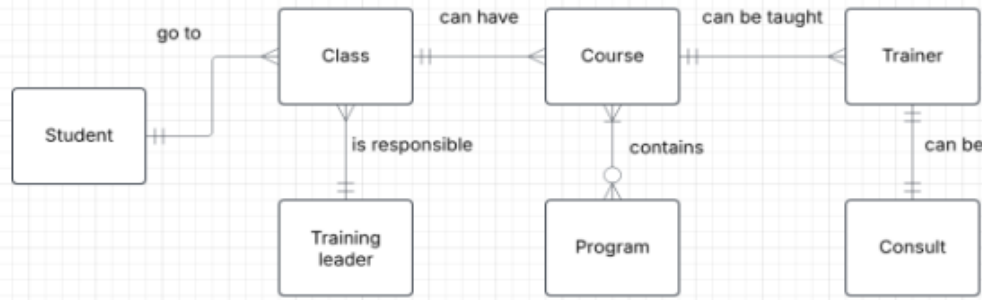 can have
can be taught
go to
Class
Course
Trainer
Student
is responsible
contains
can be
Training
leader
Program
Consult